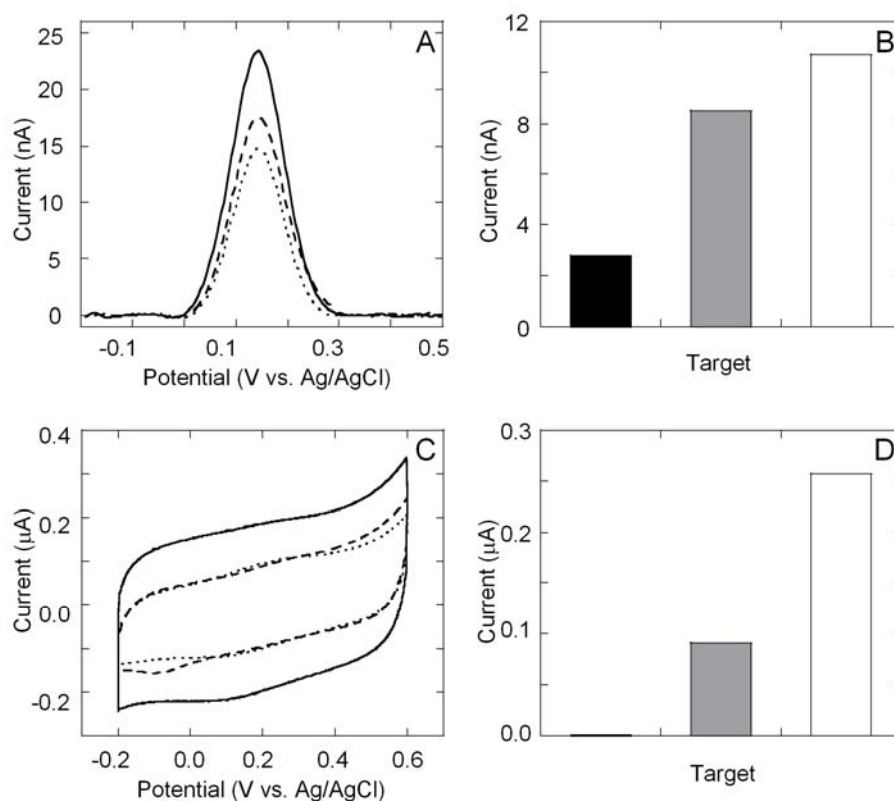 A
Current (nA)
25
20
15
10
5
0
-0.1 0.1 0.3 0.5
Potential (V vs. Ag/AgCl)
B
Current (nA)
12
8
4
0
Target
C
Current (μA)
0.4
0.2
0.0
-0.2
-0.2 0.0 0.2 0.4 0.6
Potential (V vs. Ag/AgCl)
D
Current (μA)
0.3
0.2
0.1
0.0
Target